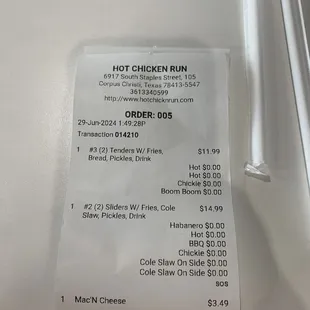 HOT CHICKEN RUN
6917 South Staples Street, 105
Corpus Christi, Texas 78413-5547
3613340599
http://www.hotchicknrun.com
ORDER: 005
29-Jun-2024 1:49:28P
Transaction 014210
1 #3 (2) Tenders W/ Fries, $11.99
Bread, Pickles, Drink
Hot $0.00
Hot $0.00
Chickie $0.00
Boom Boom $0.00
1 #2 (2) Sliders W/ Fries, Cole $14.99
Slaw, Pickles, Drink
Habanero $0.00
Hot $0.00
BBQ $0.00
Chickie $0.00
Cole Slaw On Side $0.00
Cole Slaw On Side $0.00
sos
1 Mac'N Cheese $3.49